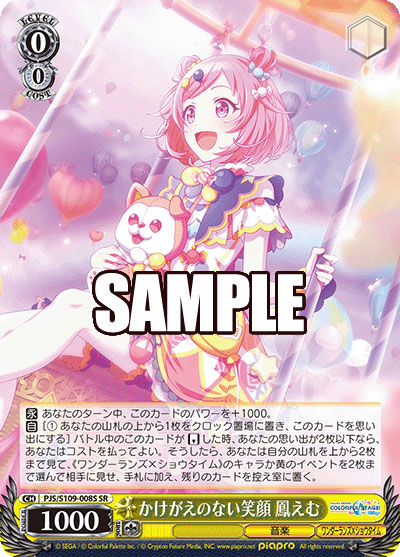 LEVEL
0
0
COST
SAMPLE
永 あなたのターン中、このカードのパワーを+1000。
自 [① あなたの山札の上から1枚をクロック置場に置き、このカードを思い出にする] バトル中のこのカードが【 】した時、あなたの思い出が2枚以下なら、あなたはコストを払ってよい。そうしたら、あなたは自分の山札を上から2枚まで見て、《ワンダーランズ×ショウタイム》のキャラか黄のイベントを2枚まで選んで相手に見せ、手札に加え、残りのカードを控え室に置く。
CH PJS/S109-008S SR
POWER
1000
かけがえのない笑顔 鳳えむ
音楽
ワンダーランズ×ショウタイム
© SEGA / © Colorful Palette Inc. / © Crypton Future Media, INC. www.piapro.net piapro All rights reserved.